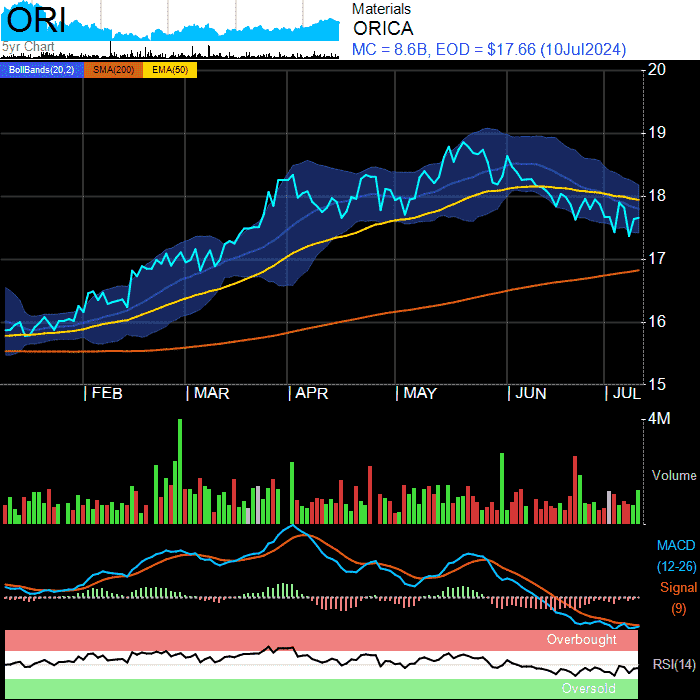 ORI
5yr Chart
Materials
ORICA
MC = 8.6B, EOD = $17.66 (10Jul2024)
BollBands(20,2) SMA(200) EMA(50)
20
19
18
17
16
15
FEB MAR APR MAY JUN JUL
4M
Volume
MACD
(12-26)
Signal
(9)
Overbought
RSI(14)
Oversold